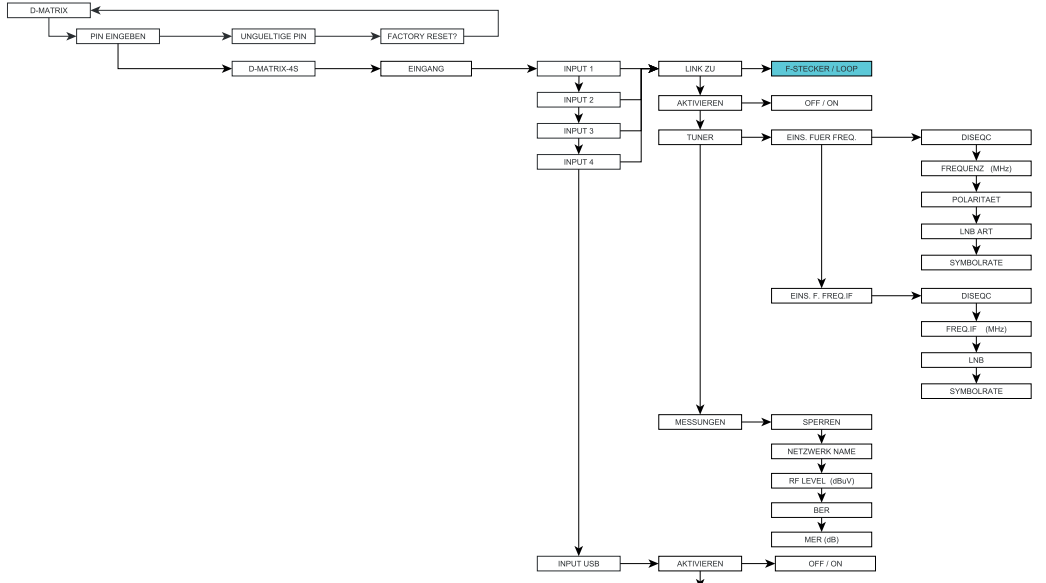 D-MATRIX
PIN EINGEBEN
UNGUELTIGE PIN
FACTORY RESET?
D-MATRIX-4S
EINGANG
INPUT 1
LINK ZU
F-STECKER / LOOP
INPUT 2
AKTIVIEREN
OFF / ON
INPUT 3
TUNER
EINS. FUER FREQ.
DISEQC
INPUT 4
FREQUENZ (MHz)
POLARITAET
LNB ART
SYMBOLRATE
EINS. F. FREQ.IF
DISEQC
FREQ.IF (MHz)
LNB
SYMBOLRATE
MESSUNGEN
SPERREN
NETZWERK NAME
RF LEVEL (dBuV)
BER
MER (dB)
INPUT USB
AKTIVIEREN
OFF / ON